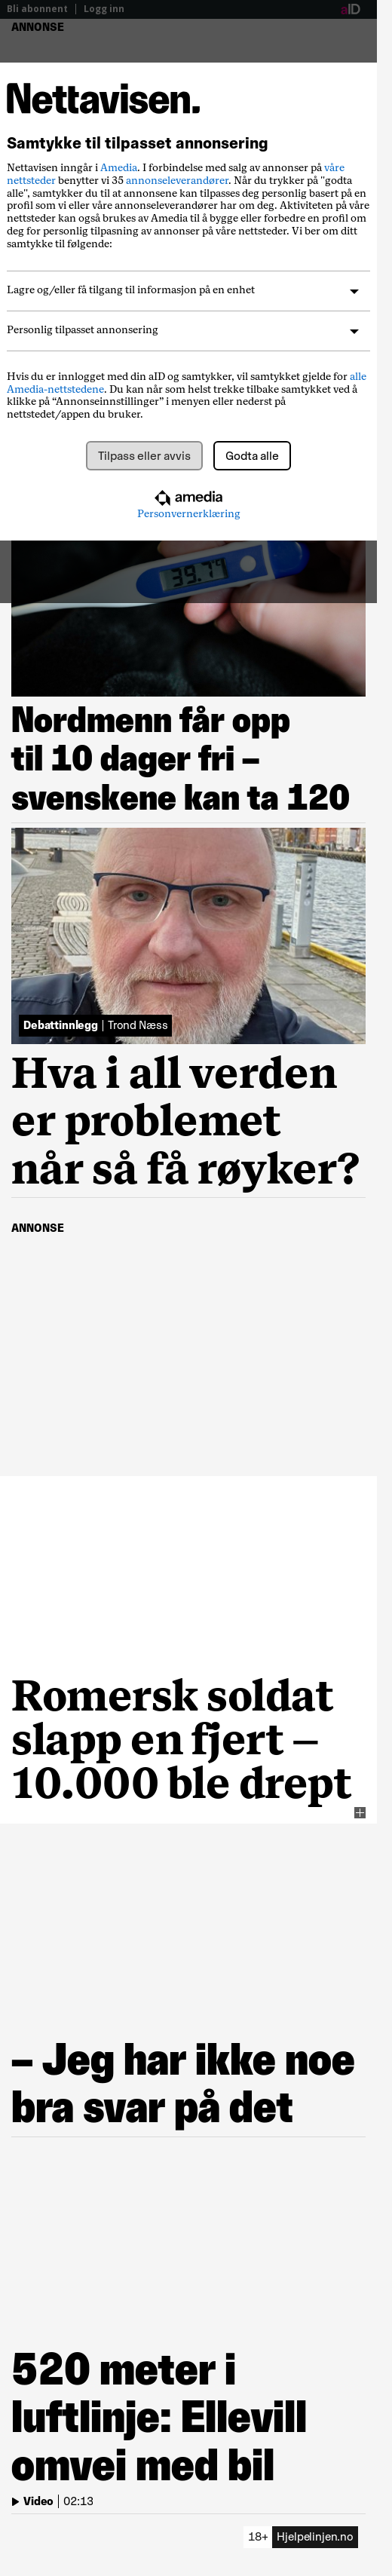 Bli abonnent | Logg inn
aID
ANNONSE
Nettavisen.
Samtykke til tilpasset annonsering
Nettavisen inngår i Amedia. I forbindelse med salg av annonser på våre
nettsteder benytter vi 35 annonseleverandører. Når du trykker på "godta
alle", samtykker du til at annonsene kan tilpasses deg personlig basert på en
profil som vi eller våre annonseleverandører har om deg. Aktiviteten på våre
nettsteder kan også brukes av Amedia til å bygge eller forbedre en profil om
deg for personlig tilpasning av annonser på våre nettsteder. Vi ber om ditt
samtykke til følgende:
Lagre og/eller få tilgang til informasjon på en enhet
Personlig tilpasset annonsering
Hvis du er innlogget med din aID og samtykker, vil samtykket gjelde for alle
Amedia-nettstedene. Du kan når som helst trekke tilbake samtykket ved å
klikke på “Annonseinnstillinger” i menyen eller nederst på
nettstedet/appen du bruker.
Tilpass eller avvis
Godta alle
amedia
Personvernerklæring
39.79
Nordmenn får opp
til 10 dager fri –
svenskene kan ta 120
Debattinnlegg | Trond Næss
Hva i all verden
er problemet
når så få røyker?
ANNONSE
Romersk soldat
slapp en fjert –
10.000 ble drept
– Jeg har ikke noe
bra svar på det
520 meter i
luftlinje: Ellevill
omvei med bil
Video | 02:13
18+ Hjelpelinjen.no